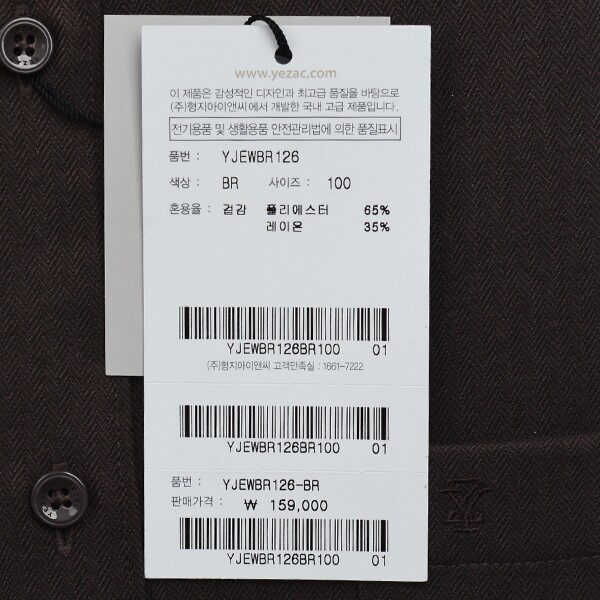 www.yezac.com
이 제품은 감성적인 디자인과 최고급 품질을 바탕으로
(주)형지아이앤씨에서 개발한 국내 고급 제품입니다.
전기용품 및 생활용품 안전관리법에 의한 품질표시
품번 : YJEWBR126
색상 : BR 사이즈 : 100
혼용율 : 겉감 폴리에스터 65%
레이온 35%
YJEWBR126BR100 01
(주)형지아이앤씨 고객만족실 : 1661-7222
YJEWBR126BR100 01
품번 : YJEWBR126-BR
판매가격 : ₩ 159,000
YJEWBR126BR100 01